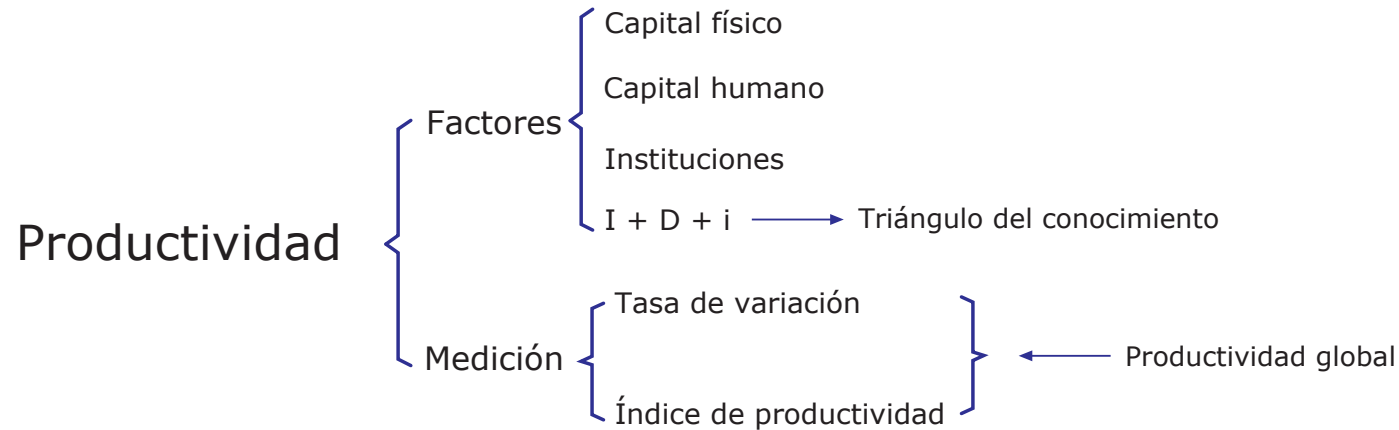 Productividad
Factores
Capital físico
Capital humano
Instituciones
I + D + i
Triángulo del conocimiento
Medición
Tasa de variación
Índice de productividad
Productividad global